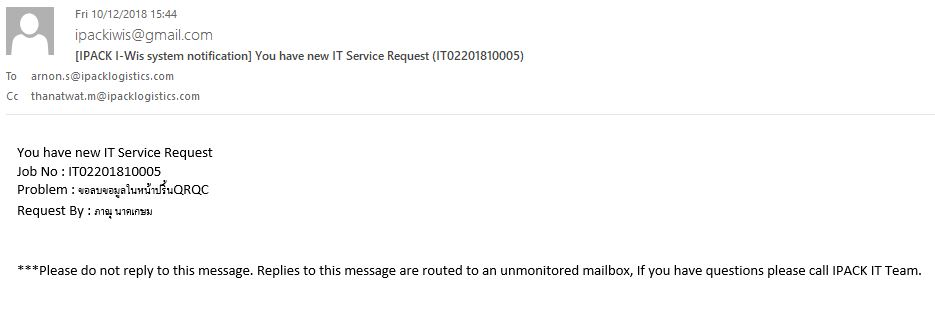 Fri 10/12/2018 15:44
ipackiwis@gmail.com
[IPACK I-Wis system notification] You have new IT Service Request (IT02201810005)
To arnon.s@ipacklogistics.com
Cc thanatwat.m@ipacklogistics.com
You have new IT Service Request
Job No : IT02201810005
Problem : ขอลบขอมูลในหน้าปริ้นQRQC
Request By : ภาณุ นาคเกษม
***Please do not reply to this message. Replies to this message are routed to an unmonitored mailbox, If you have questions please call IPACK IT Team.